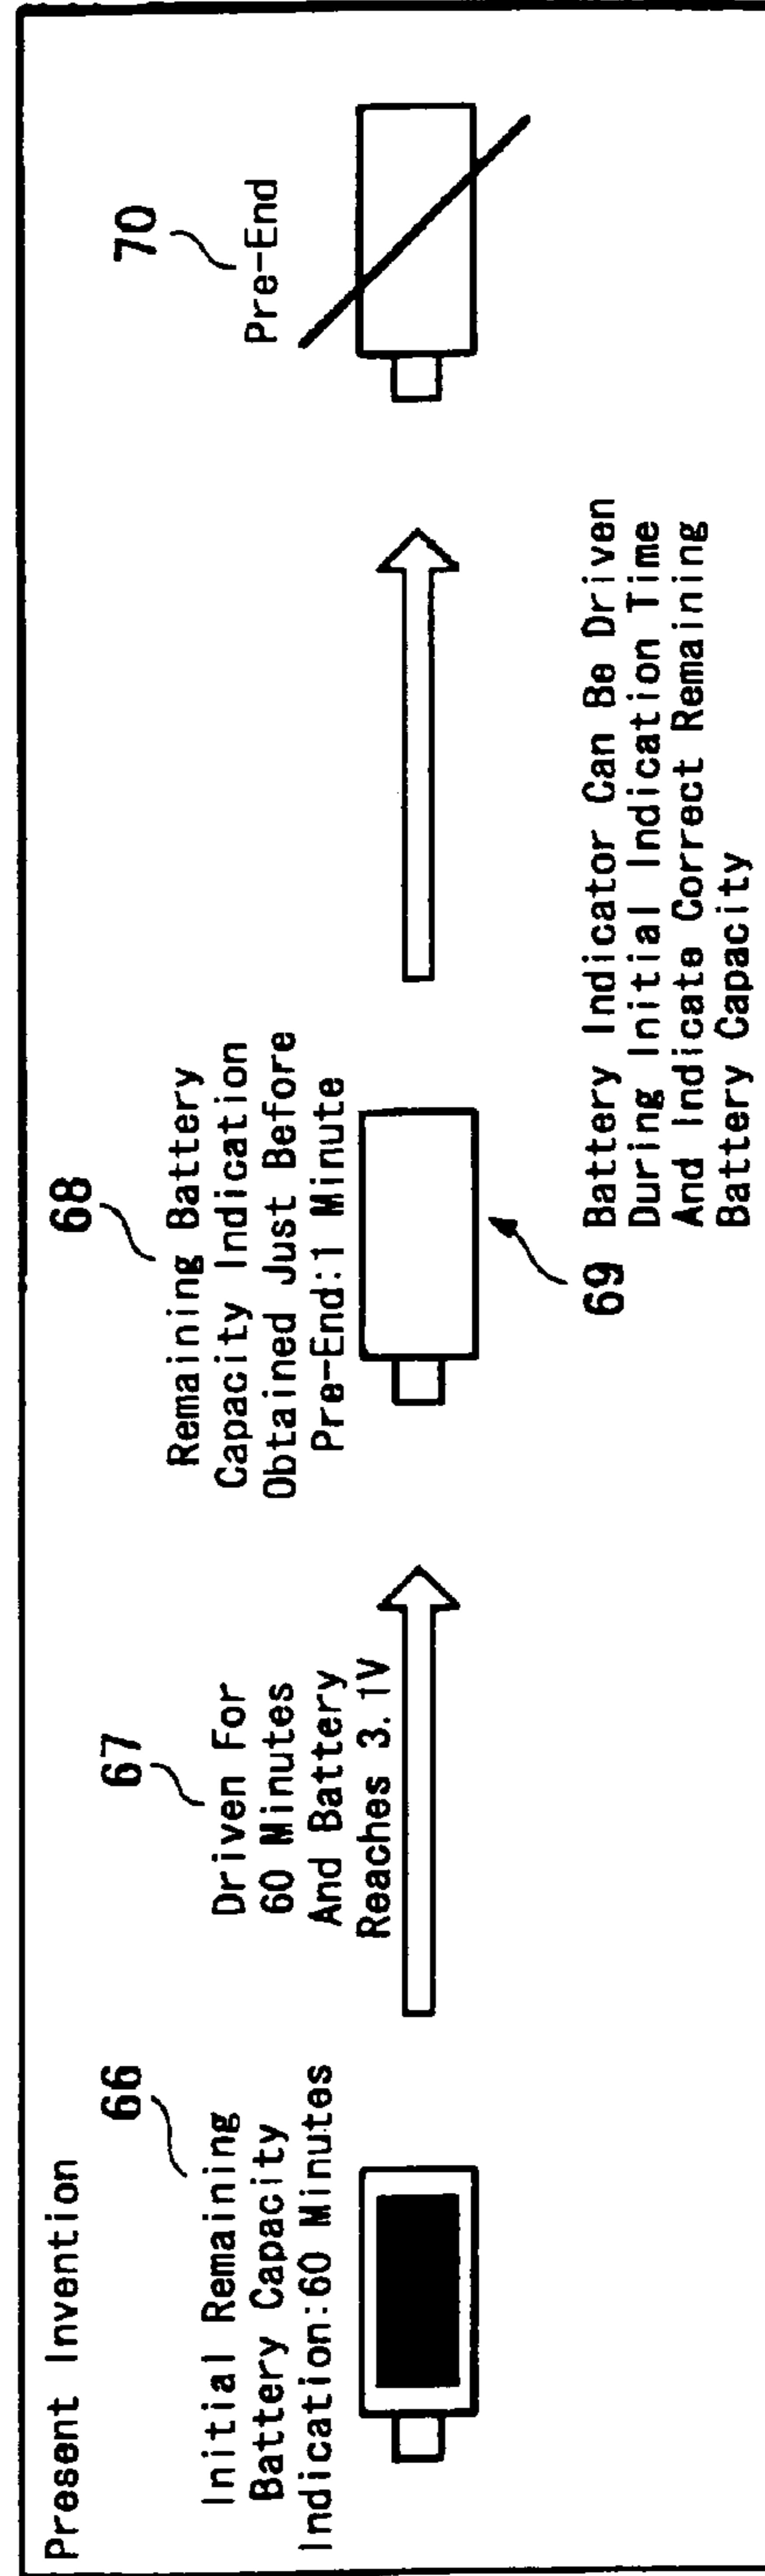 Present Invention
66
Initial Remaining
Battery Capacity
Indication:60 Minutes
67
Driven For
60 Minutes
And Battery
Reaches 3.1V
68
Remaining Battery
Capacity Indication
Obtained Just Before
Pre-End:1 Minute
69
Battery Indicator Can Be Driven
During Initial Indication Time
And Indicate Correct Remaining
Battery Capacity
70
Pre-End